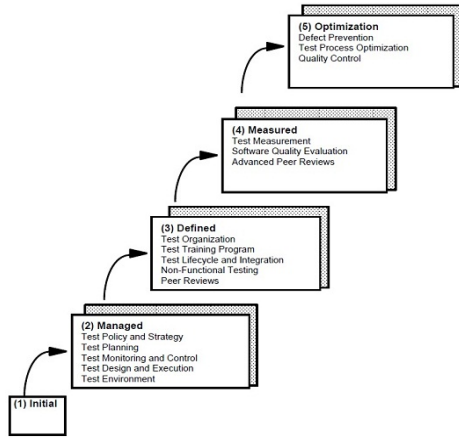 (5) Optimization
Defect Prevention
Test Process Optimization
Quality Control
(4) Measured
Test Measurement
Software Quality Evaluation
Advanced Peer Reviews
(3) Defined
Test Organization
Test Training Program
Test Lifecycle and Integration
Non-Functional Testing
Peer Reviews
(2) Managed
Test Policy and Strategy
Test Planning
Test Monitoring and Control
Test Design and Execution
Test Environment
(1) Initial